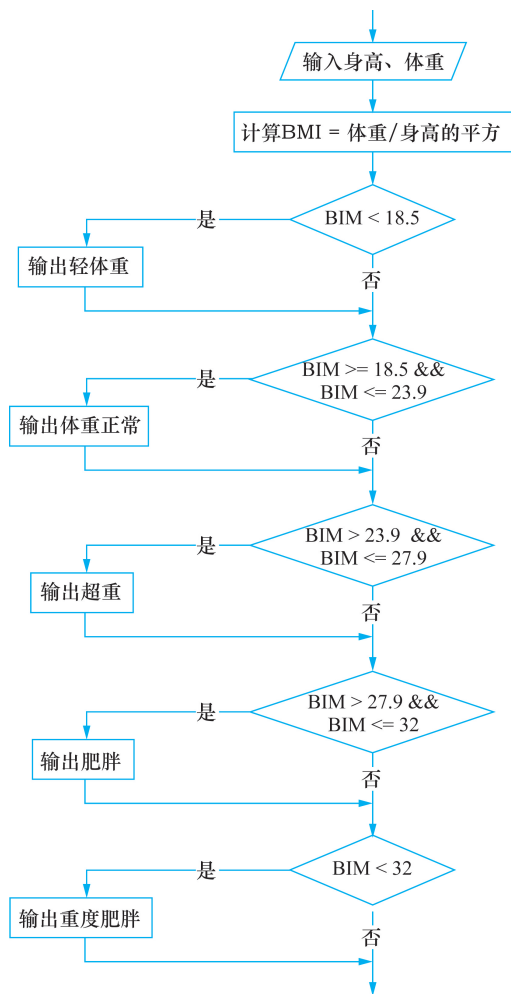 输入身高、体重
计算BMI = 体重/身高的平方
BIM < 18.5
是
输出轻体重
否
BIM >= 18.5 &&
BIM <= 23.9
是
输出体重正常
否
BIM > 23.9 &&
BIM <= 27.9
是
输出超重
否
BIM > 27.9 &&
BIM <= 32
是
输出肥胖
否
BIM < 32
是
输出重度肥胖
否